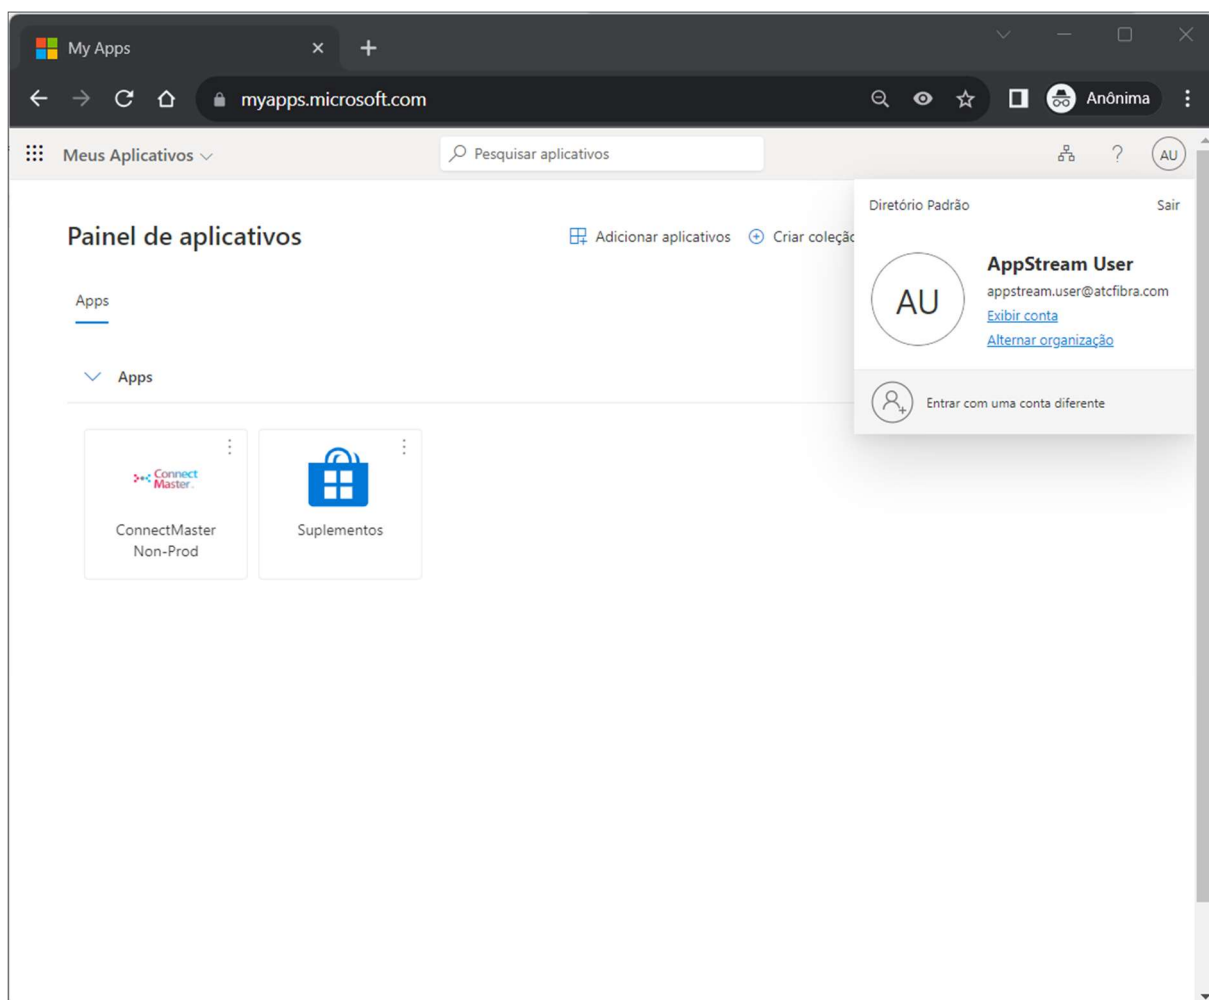 My Apps
myapps.microsoft.com
Anônima
Meus Aplicativos
Pesquisar aplicativos
AU
Diretório Padrão
Sair
Painel de aplicativos
Adicionar aplicativos
Criar coleção
AU
AppStream User
appstream.user@atcfibra.com
Exibir conta
Alternar organização
Entrar com uma conta diferente
Apps
Apps
Connect
Master
ConnectMaster
Non-Prod
Suplementos